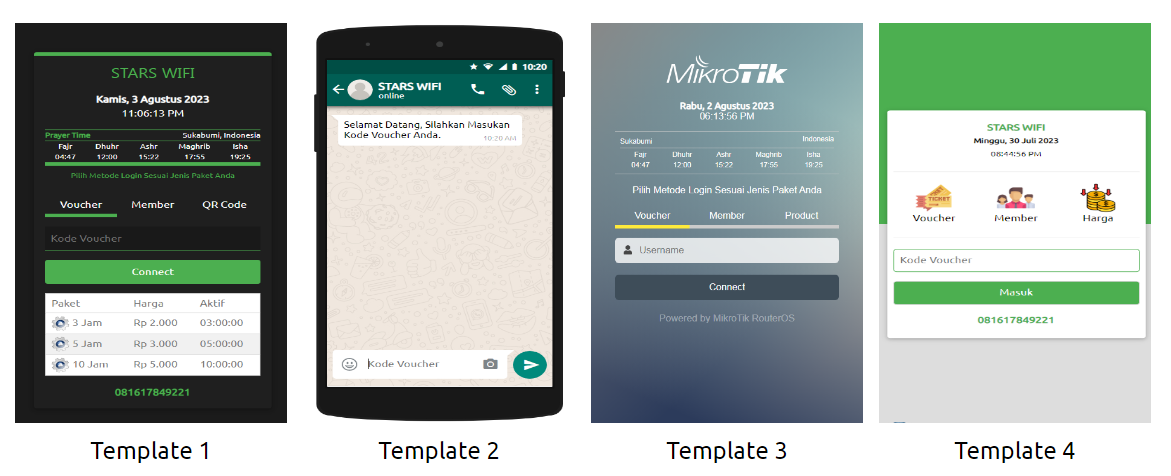 STARS WIFI
Kamis, 3 Agustus 2023
11:06:13 PM
Prayer Time Sukabumi, Indonesia
Fajr Dhuhr Ashr Maghrib Isha
04:47 12:00 15:22 17:55 19:25
Pilih Metode Login Sesuai Jenis Paket Anda
Voucher Member QR Code
Kode Voucher
Connect
Paket Harga Aktif
3 Jam Rp 2.000 03:00:00
5 Jam Rp 3.000 05:00:00
10 Jam Rp 5.000 10:00:00
081617849221
Template 1
10:20
STARS WIFI
online
Selamat Datang, Silahkan Masukan
Kode Voucher Anda.
10:20 AM
Kode Voucher
Template 2
MikroTik
Rabu, 2 Agustus 2023
06:13:56 PM
Sukabumi Indonesia
Fajr Dhuhr Ashr Maghrib Isha
04:47 12:00 15:22 17:55 19:25
Pilih Metode Login Sesuai Jenis Paket Anda
Voucher Member Product
Username
Connect
Powered by MikroTik RouterOS
Template 3
STARS WIFI
Minggu, 30 Juli 2023
08:44:56 PM
TICKET
Voucher Member Harga
Kode Voucher
Masuk
081617849221
Template 4